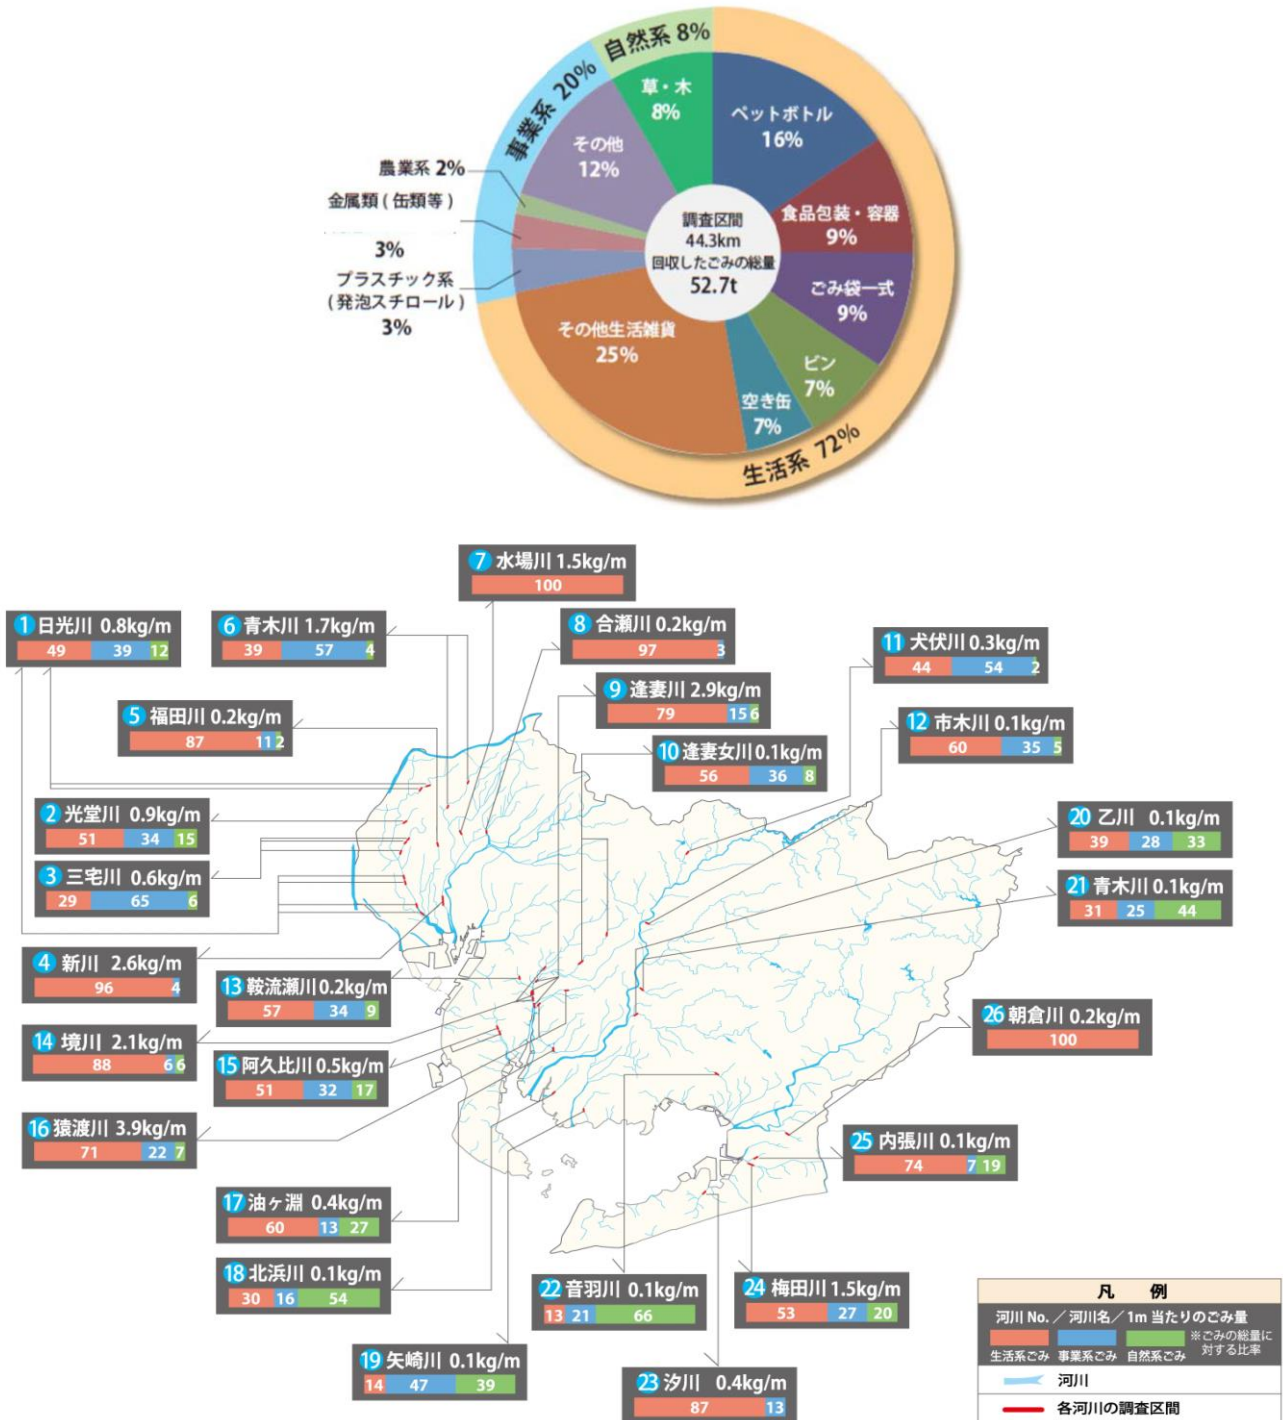 自然系 8%
事業系 20%
生活系 72%
草・木
8%
ペットボトル
16%
その他
12%
農業系 2%
金属類 ( 缶類等 )
3%
プラスチック系
( 発泡スチロール )
3%
食品包装・容器
9%
調査区間
44.3km
回収したごみの総量
52.7t
ごみ袋一式
9%
その他生活雑貨
25%
ビン
7%
空き缶
7%
7 水場川 1.5kg/m
100
1 日光川 0.8kg/m
49 39 12
6 青木川 1.7kg/m
39 57 4
8 合瀬川 0.2kg/m
97 3
11 犬伏川 0.3kg/m
44 54 2
9 逢妻川 2.9kg/m
79 15 6
5 福田川 0.2kg/m
87 11 2
12 市木川 0.1kg/m
60 35 5
10 逢妻女川 0.1kg/m
56 36 8
2 光堂川 0.9kg/m
51 34 15
20 乙川 0.1kg/m
39 28 33
3 三宅川 0.6kg/m
29 65 6
21 青木川 0.1kg/m
31 25 44
4 新川 2.6kg/m
96 4
13 鞍流瀬川 0.2kg/m
57 34 9
26 朝倉川 0.2kg/m
100
14 境川 2.1kg/m
88 6 6
15 阿久比川 0.5kg/m
51 32 17
16 猿渡川 3.9kg/m
71 22 7
25 内張川 0.1kg/m
74 7 19
17 油ヶ淵 0.4kg/m
60 13 27
18 北浜川 0.1kg/m
30 16 54
22 音羽川 0.1kg/m
13 21 66
24 梅田川 1.5kg/m
53 27 20
19 矢崎川 0.1kg/m
14 47 39
23 汐川 0.4kg/m
87 13
凡 例
河川 No. ／河川名／ 1m 当たりのごみ量
生活系ごみ 事業系ごみ 自然系ごみ
※ごみの総量に
対する比率
河川
各河川の調査区間